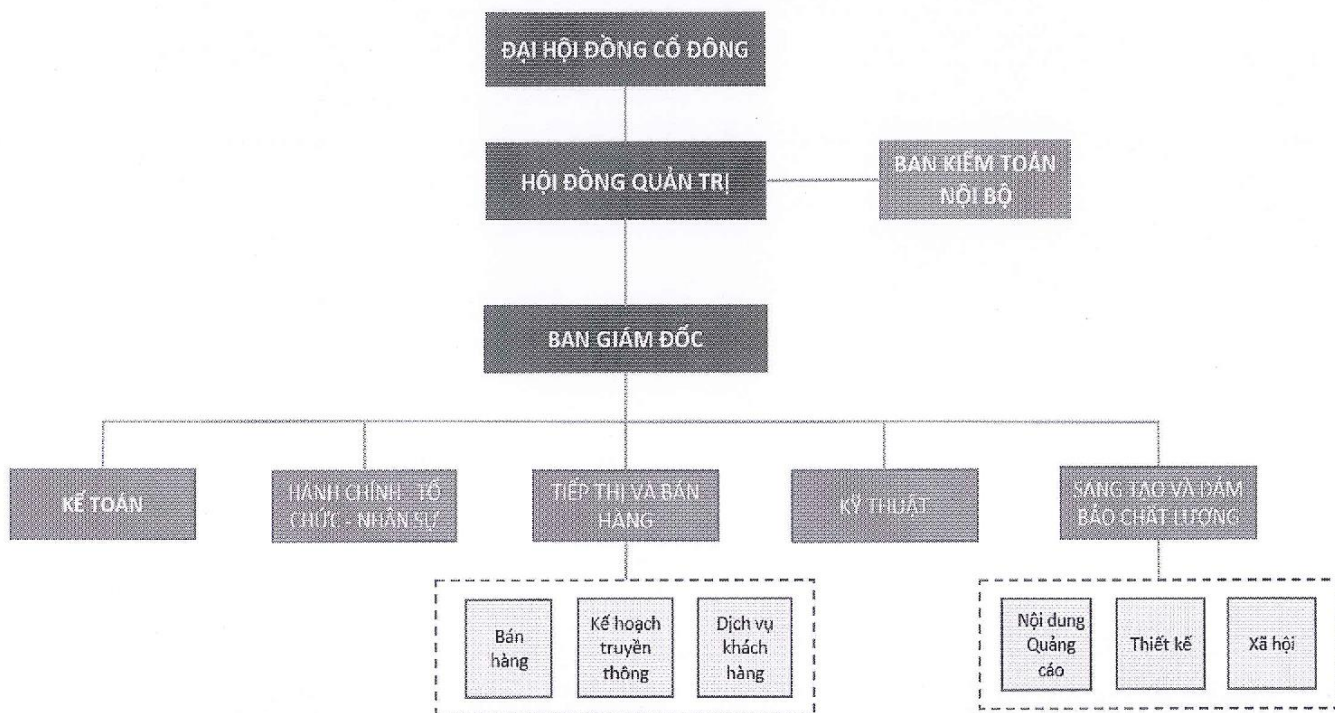 ĐẠI HỘI ĐỒNG CỔ ĐÔNG
HỘI ĐỒNG QUẢN TRỊ
BAN KIỂM TOÁN
NỘI BỘ
BAN GIÁM ĐỐC
KẾ TOÁN
HÀNH CHÍNH - TỔ
CHỨC - NHÂN SỰ
TIẾP THỊ VÀ BÁN
HÀNG
KỸ THUẬT
SÁNG TẠO VÀ ĐẢM
BẢO CHẤT LƯỢNG
Bán
hàng
Kế hoạch
truyền
thông
Dịch vụ
khách
hàng
Nội dung
Quảng
cáo
Thiết kế
Xã hội